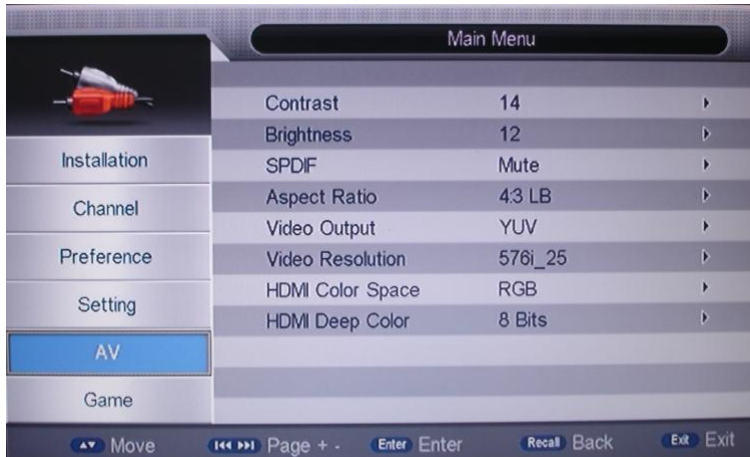 Main Menu
Contrast 14
Brightness 12
Installation
SPDIF Mute
Channel
Aspect Ratio 4:3 LB
Video Output YUV
Preference
Video Resolution 576i_25
HDMI Color Space RGB
Setting
HDMI Deep Color 8 Bits
AV
Game
Move Page + - Enter Enter Recall Back Exit Exit